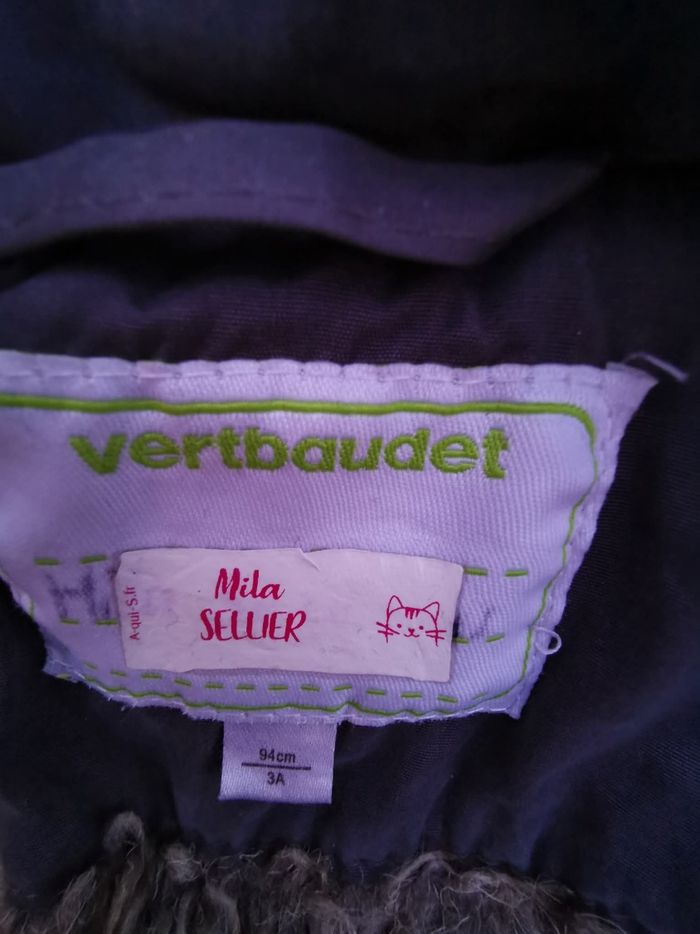 vertbaudet
A-qui-S.fr
Mila
SELLIER
94cm
3A